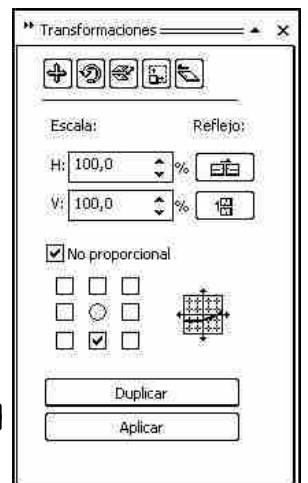 Transformaciones
Escala: Reflejo:
H: 100,0 %
V: 100,0 %
No proporcional
Duplicar
Aplicar